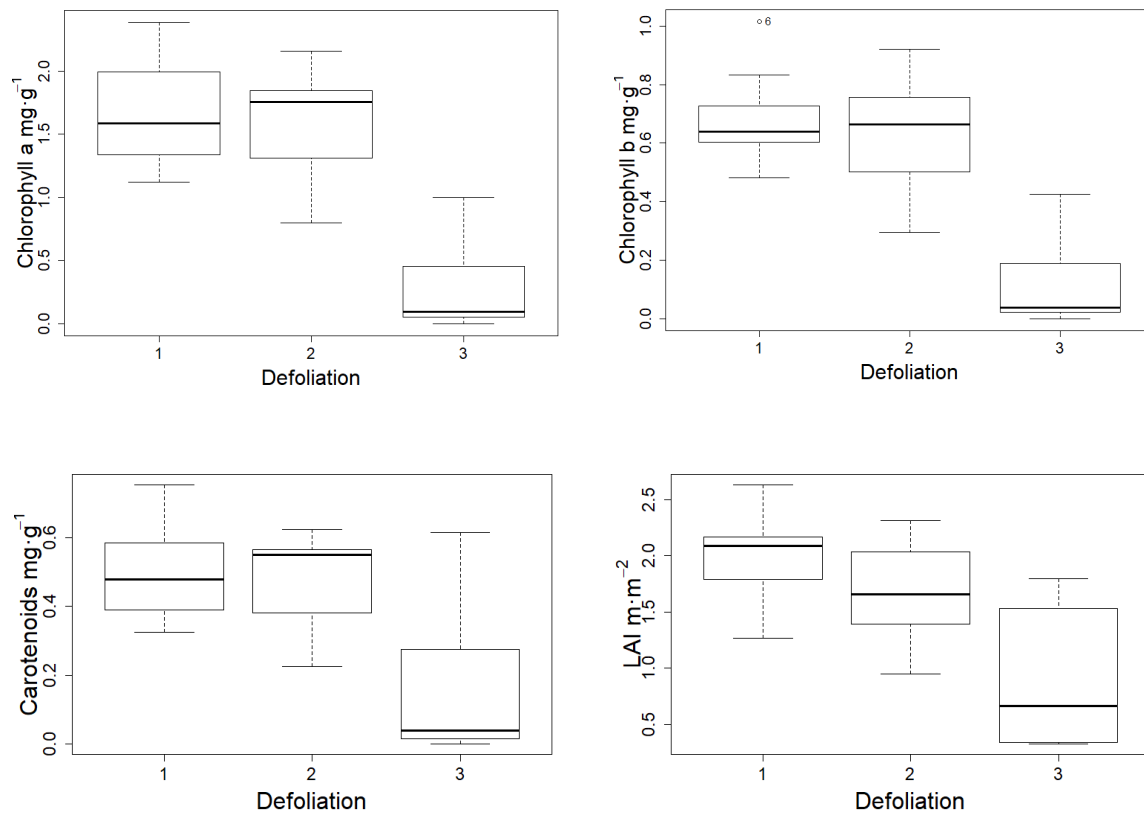 Chlorophyll a mg·g⁻¹
2.0
1.5
1.0
0.5
0.0
1 2 3
Defoliation
Chlorophyll b mg·g⁻¹
1.0
0.8
0.6
0.4
0.2
0.0
6
1 2 3
Defoliation
Carotenoids mg·g⁻¹
0.6
0.4
0.2
0.0
1 2 3
Defoliation
LAI m·m⁻²
2.5
2.0
1.5
1.0
0.5
1 2 3
Defoliation